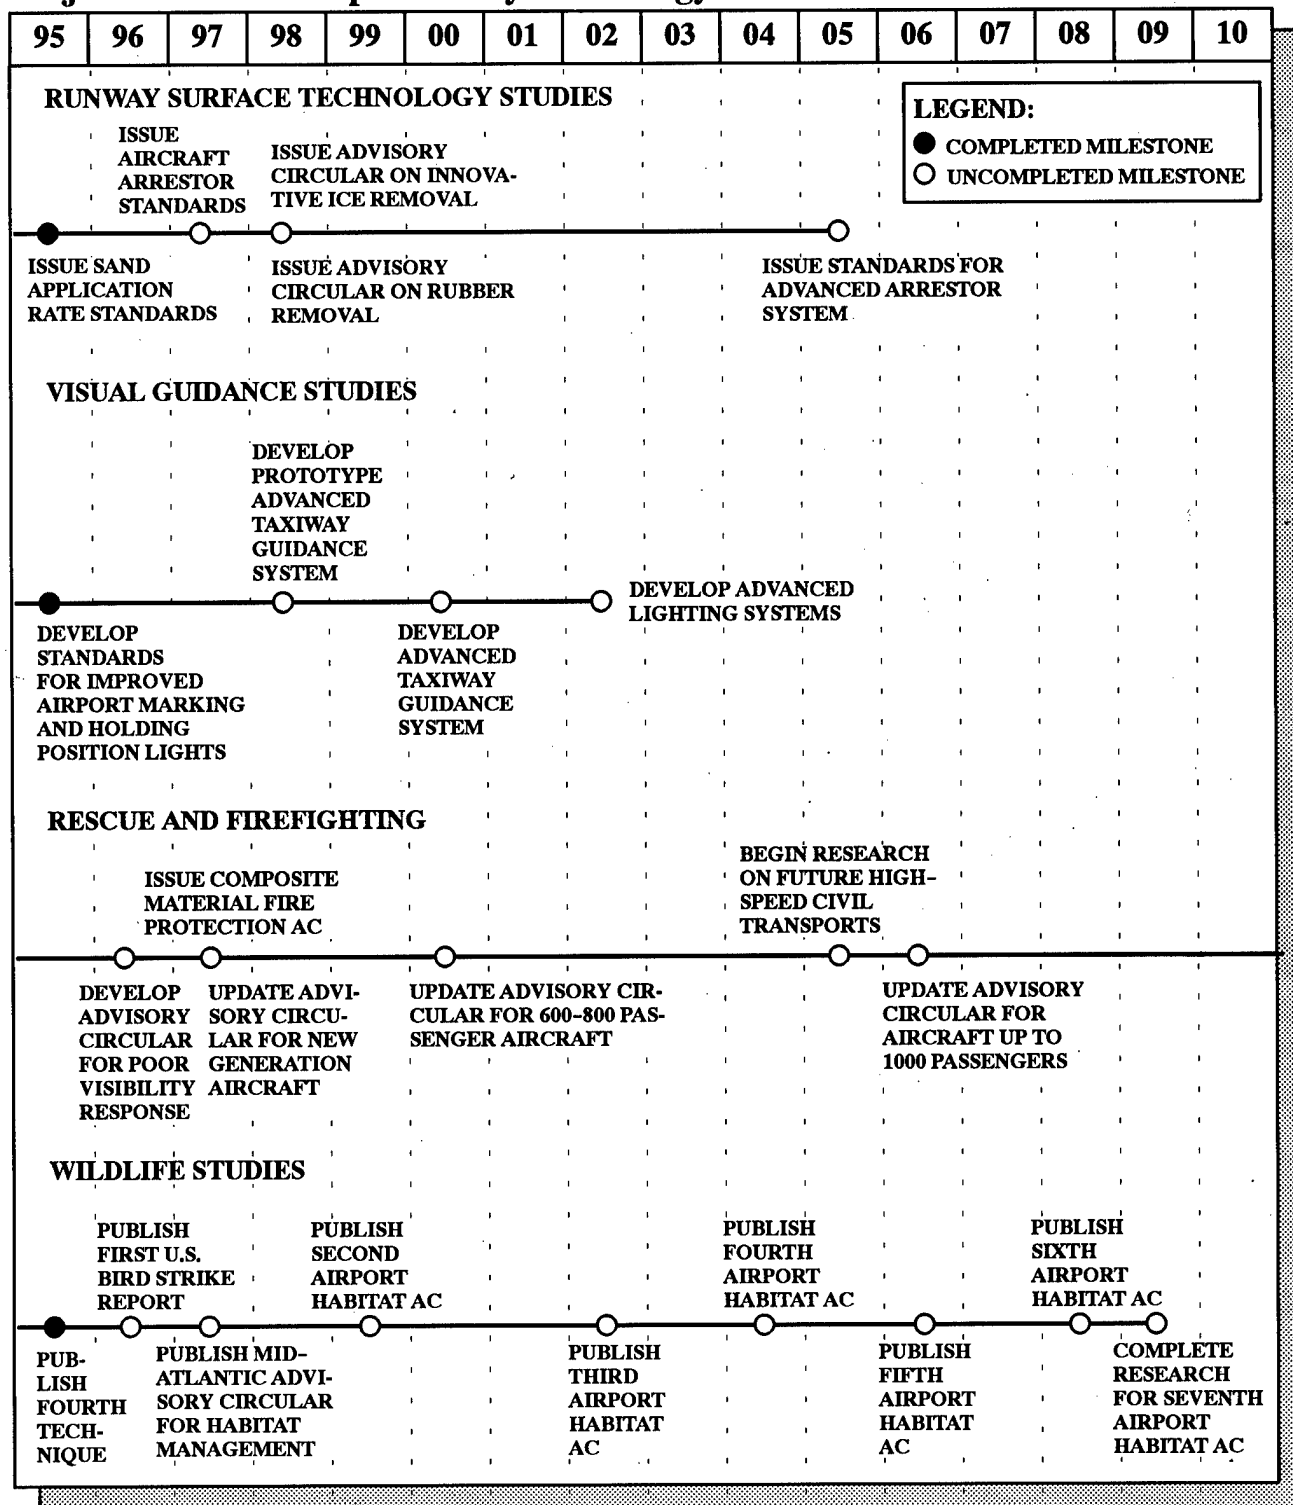 95 96 97 98 99 00 01 02 03 04 05 06 07 08 09 10
RUNWAY SURFACE TECHNOLOGY STUDIES
LEGEND:
COMPLETED MILESTONE
UNCOMPLETED MILESTONE
ISSUE
AIRCRAFT
ARRESTOR
STANDARDS
ISSUE ADVISORY
CIRCULAR ON INNOVA-
TIVE ICE REMOVAL
ISSUE SAND
APPLICATION
RATE STANDARDS
ISSUE ADVISORY
CIRCULAR ON RUBBER
REMOVAL
ISSUE STANDARDS FOR
ADVANCED ARRESTOR
SYSTEM
VISUAL GUIDANCE STUDIES
DEVELOP
PROTOTYPE
ADVANCED
TAXIWAY
GUIDANCE
SYSTEM
DEVELOP ADVANCED
LIGHTING SYSTEMS
DEVELOP
STANDARDS
FOR IMPROVED
AIRPORT MARKING
AND HOLDING
POSITION LIGHTS
DEVELOP
ADVANCED
TAXIWAY
GUIDANCE
SYSTEM
RESCUE AND FIREFIGHTING
ISSUE COMPOSITE
MATERIAL FIRE
PROTECTION AC
BEGIN RESEARCH
ON FUTURE HIGH-
SPEED CIVIL
TRANSPORTS
DEVELOP
ADVISORY
CIRCULAR
FOR POOR
VISIBILITY
RESPONSE
UPDATE ADVI-
SORY CIRCU-
LAR FOR NEW
GENERATION
AIRCRAFT
UPDATE ADVISORY CIR-
CULAR FOR 600-800 PAS-
SENGER AIRCRAFT
UPDATE ADVISORY
CIRCULAR FOR
AIRCRAFT UP TO
1000 PASSENGERS
WILDLIFE STUDIES
PUBLISH
FIRST U.S.
BIRD STRIKE
REPORT
PUBLISH
SECOND
AIRPORT
HABITAT AC
PUBLISH
FOURTH
AIRPORT
HABITAT AC
PUBLISH
SIXTH
AIRPORT
HABITAT AC
PUB-
LISH
FOURTH
TECH-
NIQUE
PUBLISH MID-
ATLANTIC ADVI-
SORY CIRCULAR
FOR HABITAT
MANAGEMENT
PUBLISH
THIRD
AIRPORT
HABITAT
AC
PUBLISH
FIFTH
AIRPORT
HABITAT
AC
COMPLETE
RESEARCH
FOR SEVENTH
AIRPORT
HABITAT AC